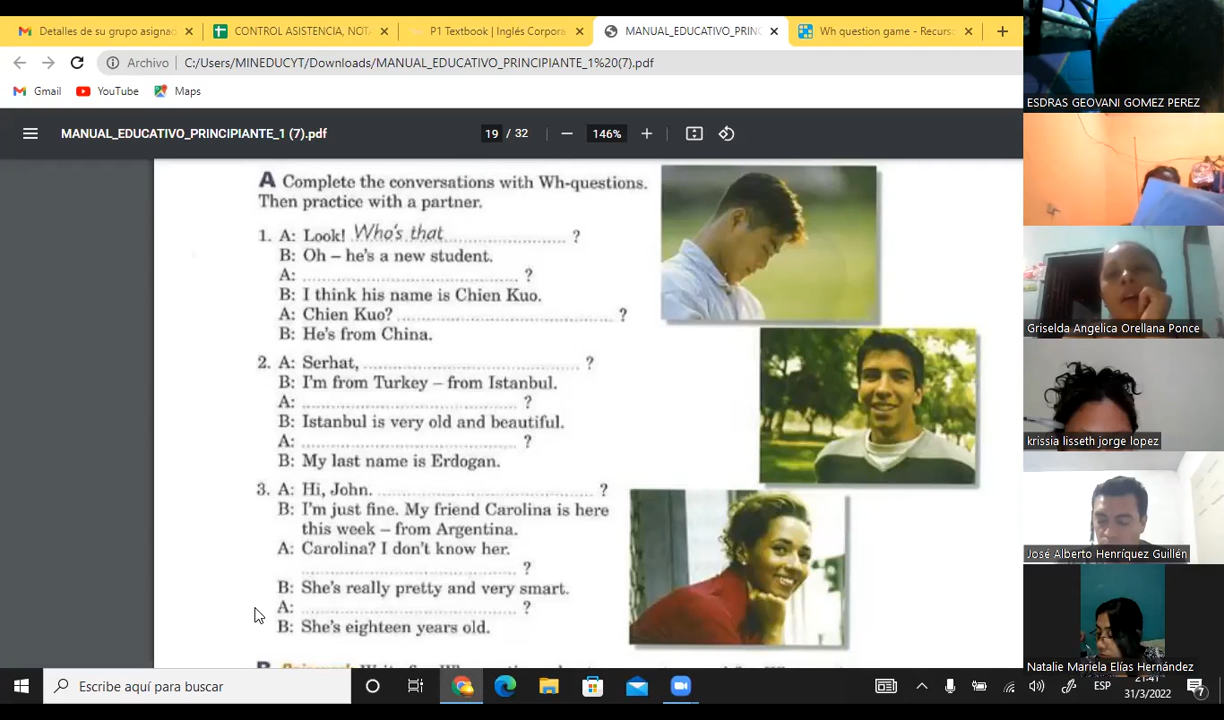 Detalles de su grupo asigna
CONTROL ASISTENCIA, NOTA
P1 Textbook | Inglés Corpora
MANUAL_EDUCATIVO_PRINC
Wh question game - Recurso
Archivo
C:/Users/MINEDUCYT/Downloads/MANUAL_EDUCATIVO_PRINCIPIANTE_1%20(7).pdf
Gmail
YouTube
Maps
MANUAL_EDUCATIVO_PRINCIPIANTE_1 (7).pdf
19 / 32
146%
A Complete the conversations with Wh-questions.
Then practice with a partner.
1. A: Look! Who's that ?
B: Oh – he's a new student.
A: ?
B: I think his name is Chien Kuo.
A: Chien Kuo? ?
B: He's from China.
2. A: Serhat, ?
B: I'm from Turkey – from Istanbul.
A: ?
B: Istanbul is very old and beautiful.
A: ?
B: My last name is Erdogan.
3. A: Hi, John. ?
B: I'm just fine. My friend Carolina is here
this week – from Argentina.
A: Carolina? I don't know her.
?
B: She's really pretty and very smart.
A: ?
B: She's eighteen years old.
ESDRAS GEOVANI GOMEZ PEREZ
Griselda Angelica Orellana Ponce
krissia lisseth jorge lopez
José Alberto Henríquez Guillén
Natalie Mariela Elías Hernández
Escribe aquí para buscar
ESP
21:41
31/3/2022
7